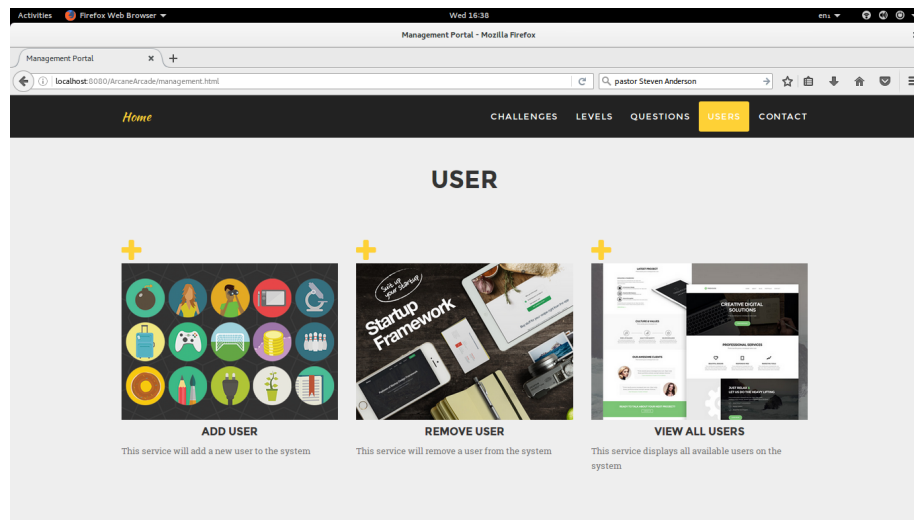 Activities Firefox Web Browser Wed 16:38 en₁
Management Portal - Mozilla Firefox
Management Portal × +
localhost:8080/ArcaneArcade/management.html pastor Steven Anderson
Home CHALLENGES LEVELS QUESTIONS USERS CONTACT
USER
Suit up
your startup!
Startup
Framework
LATEST PROJECT
CREATIVE DIGITAL
SOLUTIONS
PROFESSIONAL SERVICES
ADD USER
This service will add a new user to the system
REMOVE USER
This service will remove a user from the system
VIEW ALL USERS
This service displays all available users on the
system